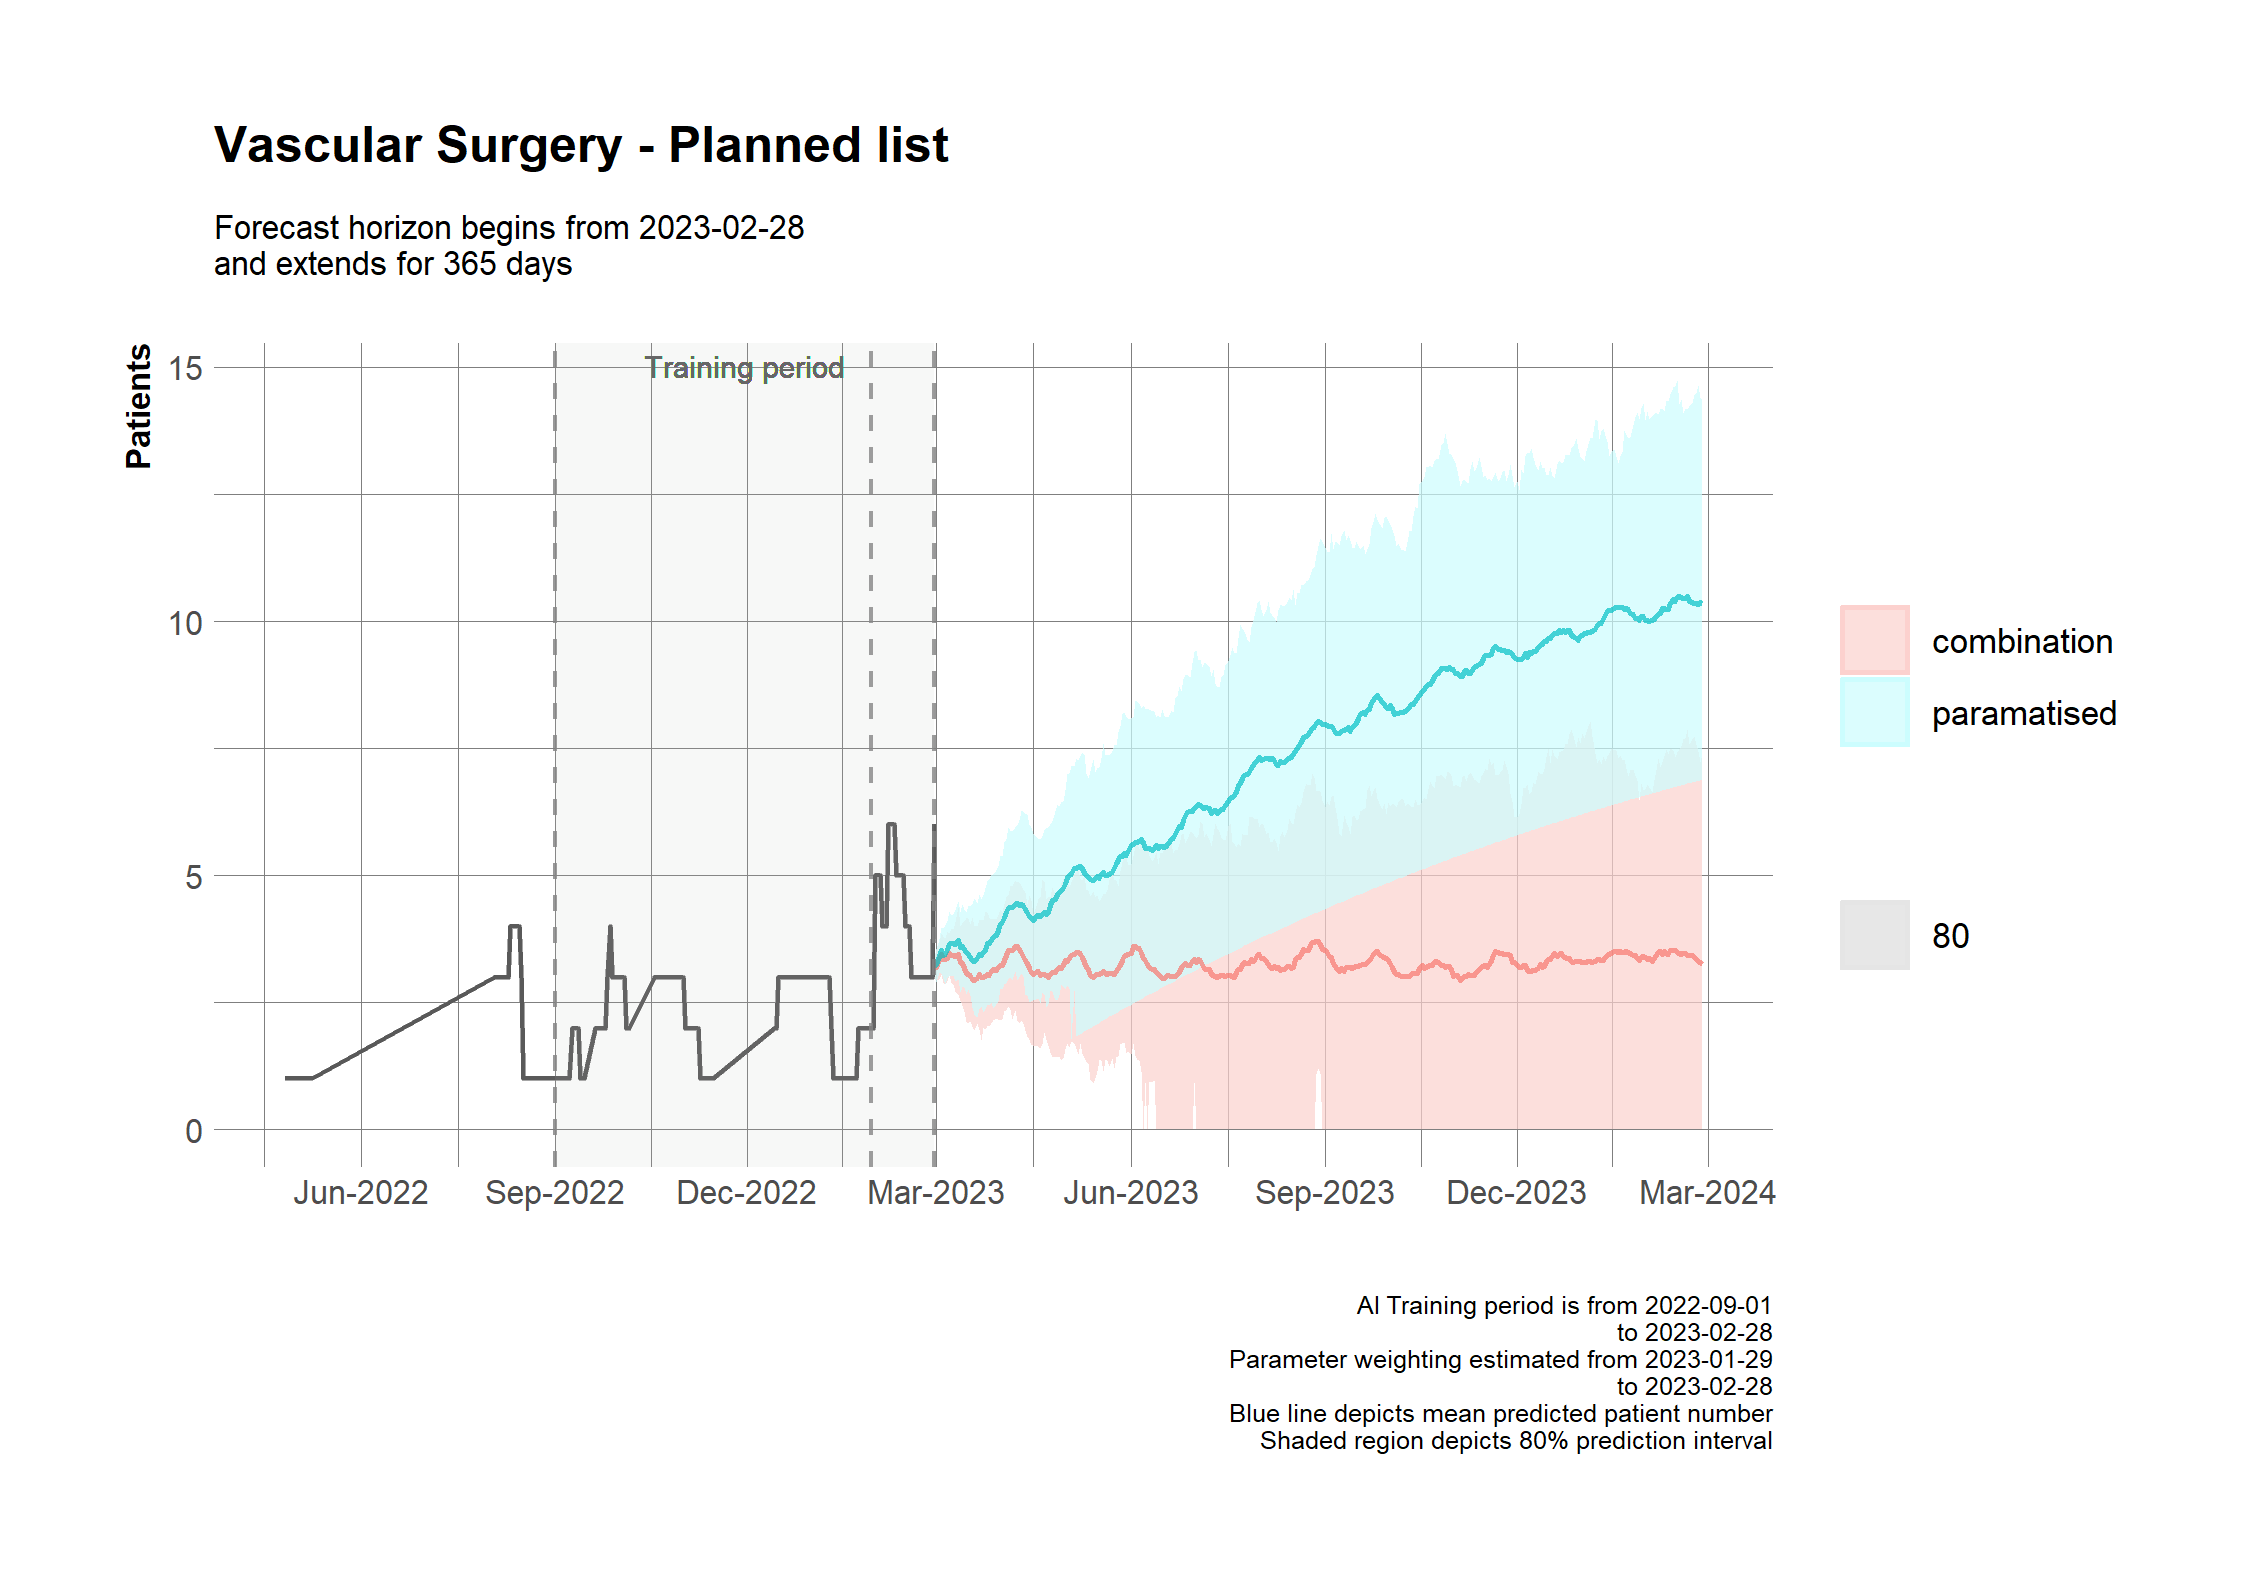 Vascular Surgery - Planned list
Forecast horizon begins from 2023-02-28
and extends for 365 days
Patients
15
10
5
0
Training period
Jun-2022
Sep-2022
Dec-2022
Mar-2023
Jun-2023
Sep-2023
Dec-2023
Mar-2024
combination
paramatised
80
AI Training period is from 2022-09-01
to 2023-02-28
Parameter weighting estimated from 2023-01-29
to 2023-02-28
Blue line depicts mean predicted patient number
Shaded region depicts 80% prediction interval